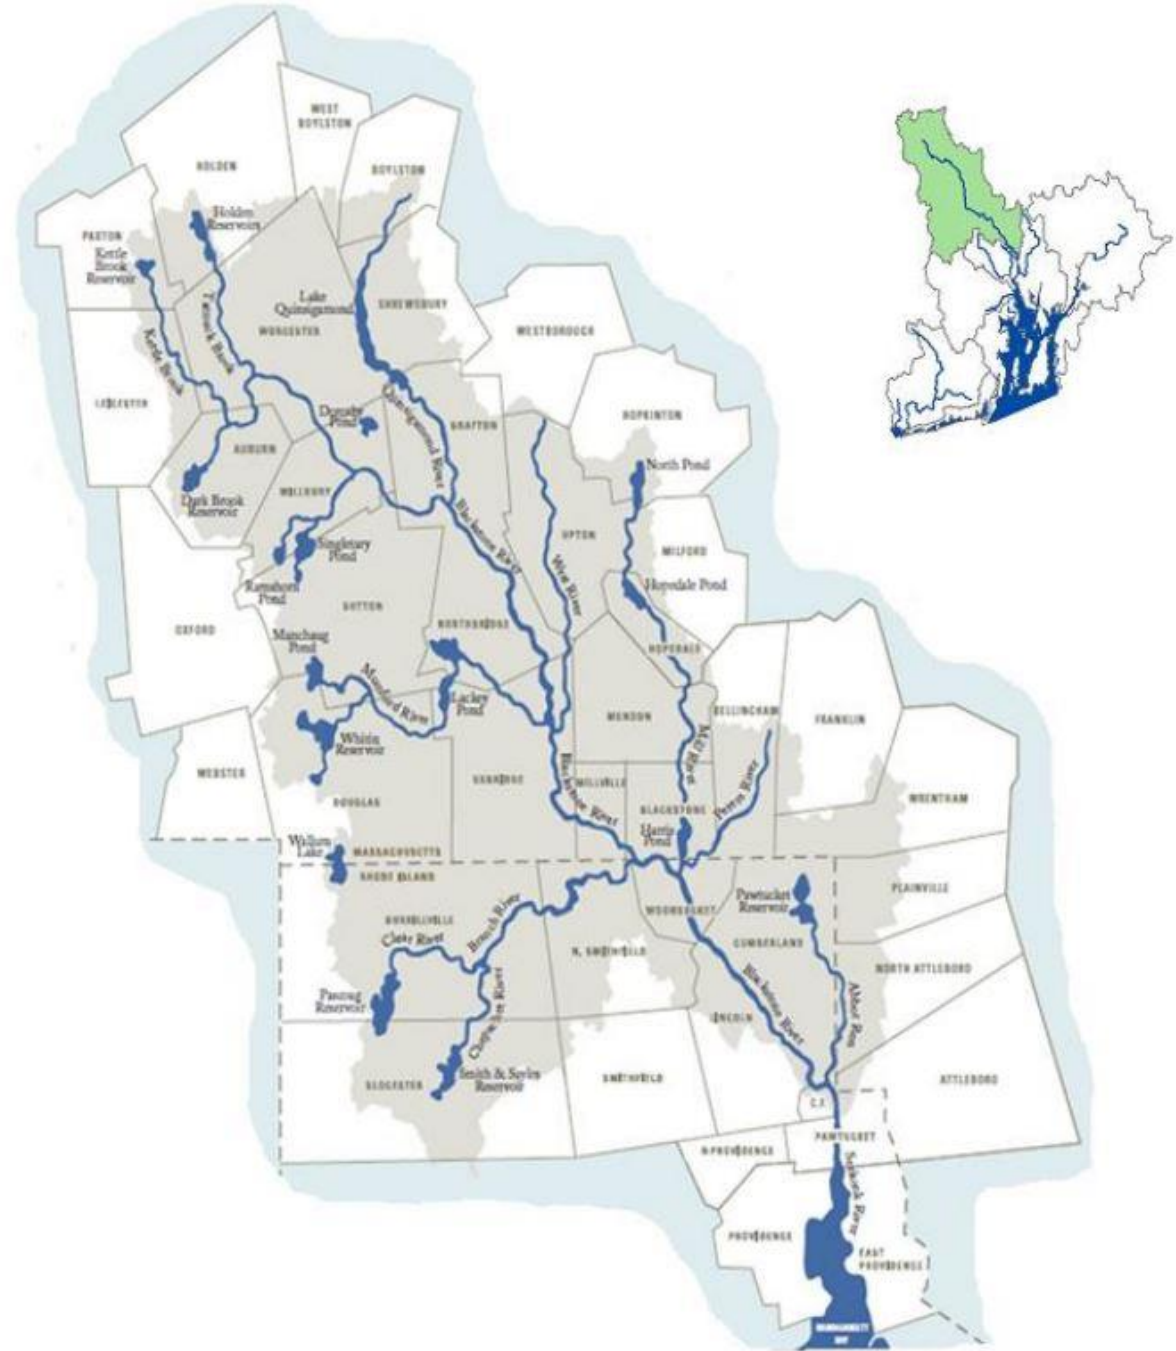 WEST
BOYLSTON
HOLDEN
BOYLSTON
PAXTON
Holden
Reservoirs
Kettle
Brook
Reservoir
Lake
Quinsigamond
SHREWSBURY
WORCESTER
WESTBOROUGH
Kettle Brook
Tatnuck Brook
LEICESTER
Dorothy
Pond
Quinsigamond River
GRAFTON
HOPKINTON
AUBURN
North Pond
Dark Brook
Reservoir
MILLBURY
Blackstone River
UPTON
MILFORD
Singletary
Pond
West River
Hopedale Pond
Ramshorn
Pond
SUTTON
OXFORD
NORTHBRIDGE
Manchaug
Pond
HOPEDALE
Mumford River
Lackey
Pond
MENDON
BELLINGHAM
FRANKLIN
Whitin
Reservoir
Mill River
WEBSTER
UXBRIDGE
Blackstone River
MILLVILLE
Peters River
DOUGLAS
BLACKSTONE
WRENTHAM
Harris
Pond
Wallum
Lake
MASSACHUSETTS
RHODE ISLAND
PLAINVILLE
Pawtucket
Reservoir
WOONSOCKET
BURRILLVILLE
Branch River
Clear River
N. SMITHFIELD
CUMBERLAND
NORTH ATTLEBORO
Pascoag
Reservoir
Chepachet River
Blackstone River
Abbott Run
LINCOLN
GLOCESTER
Smith & Sayles
Reservoir
SMITHFIELD
ATTLEBORO
C.F.
PAWTUCKET
N PROVIDENCE
Seekonk River
PROVIDENCE
EAST
PROVIDENCE
NARRAGANSETT
BAY